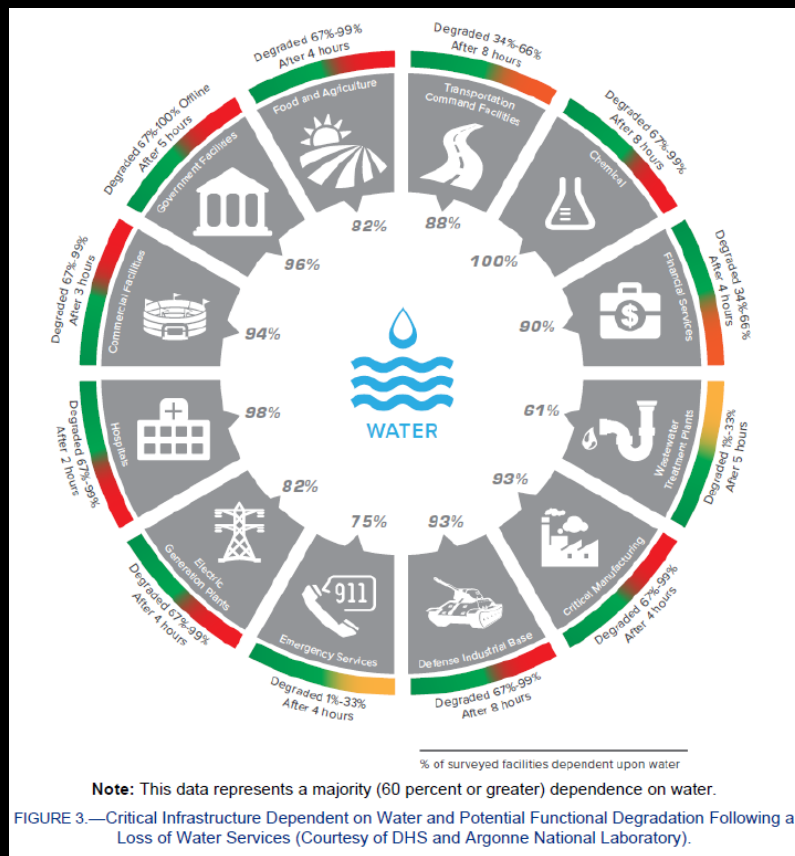 Degraded 34%-66%
After 8 hours
Transportation
Command Facilities
88%
Degraded 67%-99%
After 8 hours
Chemical
100%
Degraded 34%-66%
After 4 hours
Financial Services
$
90%
Degraded 1%-33%
After 5 hours
Wastewater
Treatment Plants
61%
Degraded 67%-99%
After 4 hours
Critical Manufacturing
93%
Degraded 67%-99%
After 8 hours
Defense Industrial Base
93%
Degraded 1%-33%
After 4 hours
Emergency Services
911
75%
Degraded 67%-99%
After 4 hours
Electric
Generation Plants
82%
Degraded 67%-99%
After 2 hours
Hospitals
98%
Degraded 67%-99%
After 3 hours
Commercial Facilities
94%
Degraded 67%-100% Offline
After 5 hours
Government Facilities
96%
Degraded 67%-99%
After 4 hours
Food and Agriculture
92%
WATER
% of surveyed facilities dependent upon water
Note: This data represents a majority (60 percent or greater) dependence on water.
FIGURE 3.—Critical Infrastructure Dependent on Water and Potential Functional Degradation Following a
Loss of Water Services (Courtesy of DHS and Argonne National Laboratory).